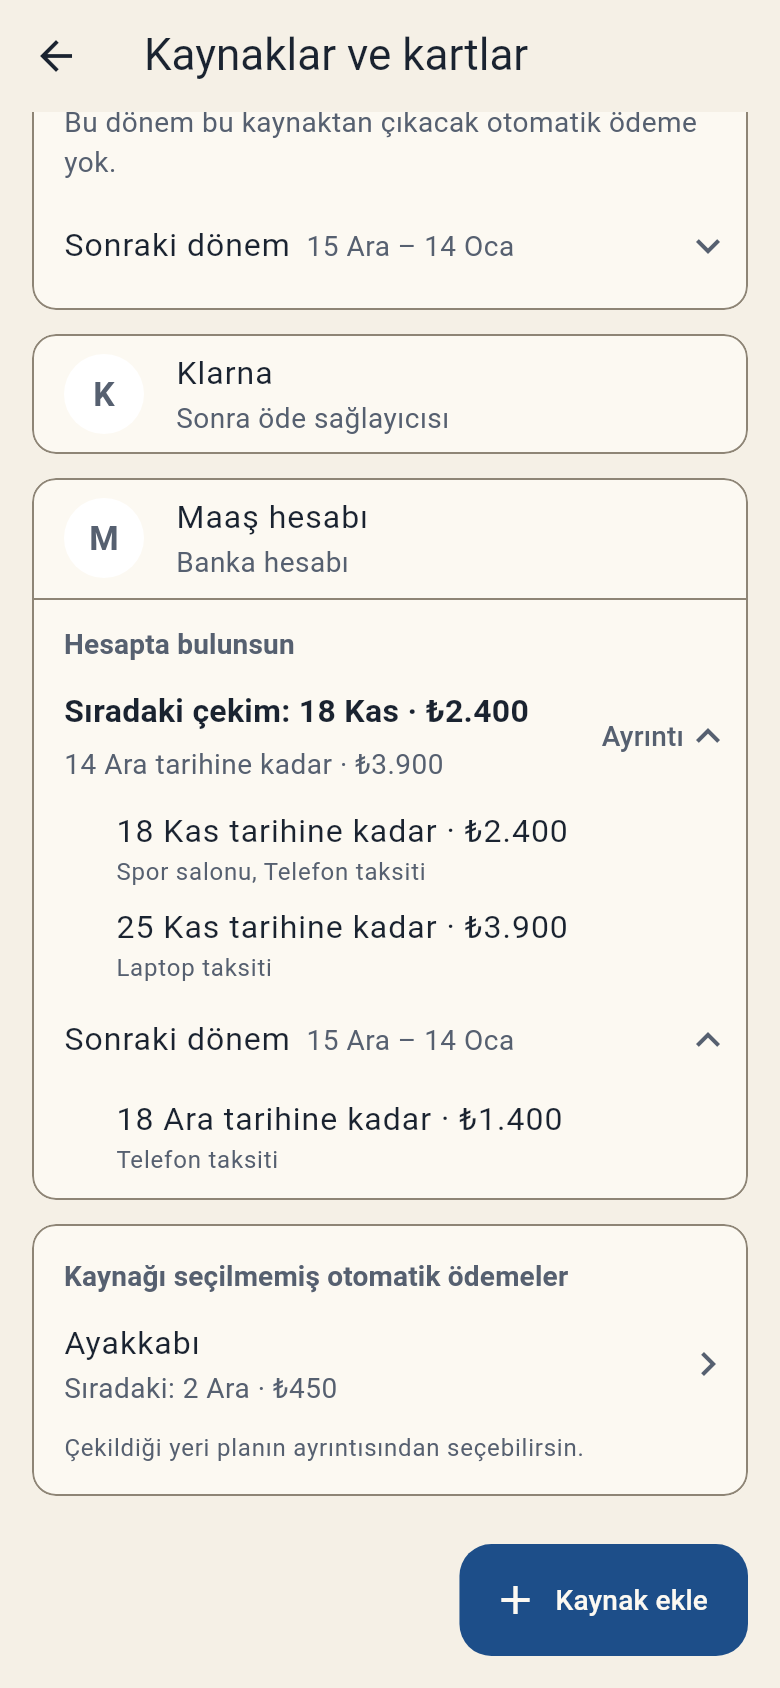 Kaynaklar ve kartlar
Bu dönem bu kaynaktan çıkacak otomatik ödeme
yok.
Sonraki dönem 15 Ara – 14 Oca
K
Klarna
Sonra öde sağlayıcısı
M
Maaş hesabı
Banka hesabı
Hesapta bulunsun
Sıradaki çekim: 18 Kas · ₺2.400
14 Ara tarihine kadar · ₺3.900
Ayrıntı
18 Kas tarihine kadar · ₺2.400
Spor salonu, Telefon taksiti
25 Kas tarihine kadar · ₺3.900
Laptop taksiti
Sonraki dönem 15 Ara – 14 Oca
18 Ara tarihine kadar · ₺1.400
Telefon taksiti
Kaynağı seçilmemiş otomatik ödemeler
Ayakkabı
Sıradaki: 2 Ara · ₺450
Çekildiği yeri planın ayrıntısından seçebilirsin.
+ Kaynak ekle